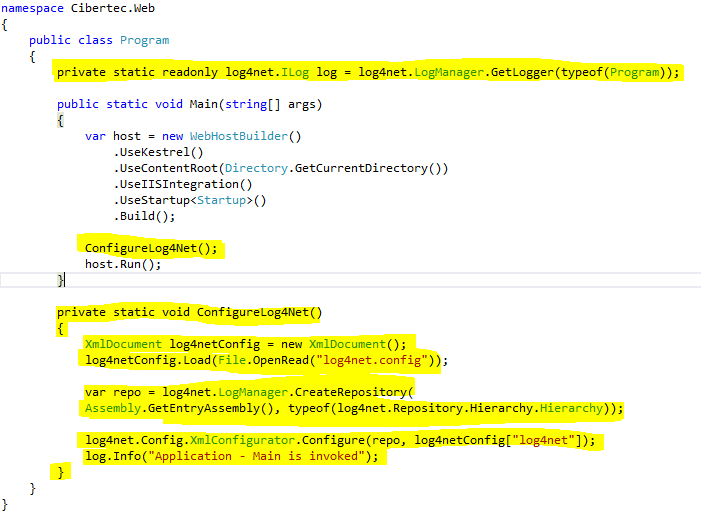 namespace Cibertec.Web
{
    public class Program
    {
        private static readonly log4net.ILog log = log4net.LogManager.GetLogger(typeof(Program));

        public static void Main(string[] args)
        {
            var host = new WebHostBuilder()
                .UseKestrel()
                .UseContentRoot(Directory.GetCurrentDirectory())
                .UseIISIntegration()
                .UseStartup<Startup>()
                .Build();

            ConfigureLog4Net();
            host.Run();
        }

        private static void ConfigureLog4Net()
        {
            XmlDocument log4netConfig = new XmlDocument();
            log4netConfig.Load(File.OpenRead("log4net.config"));

            var repo = log4net.LogManager.CreateRepository(
            Assembly.GetEntryAssembly(), typeof(log4net.Repository.Hierarchy.Hierarchy));

            log4net.Config.XmlConfigurator.Configure(repo, log4netConfig["log4net"]);
            log.Info("Application - Main is invoked");
        }
    }
}